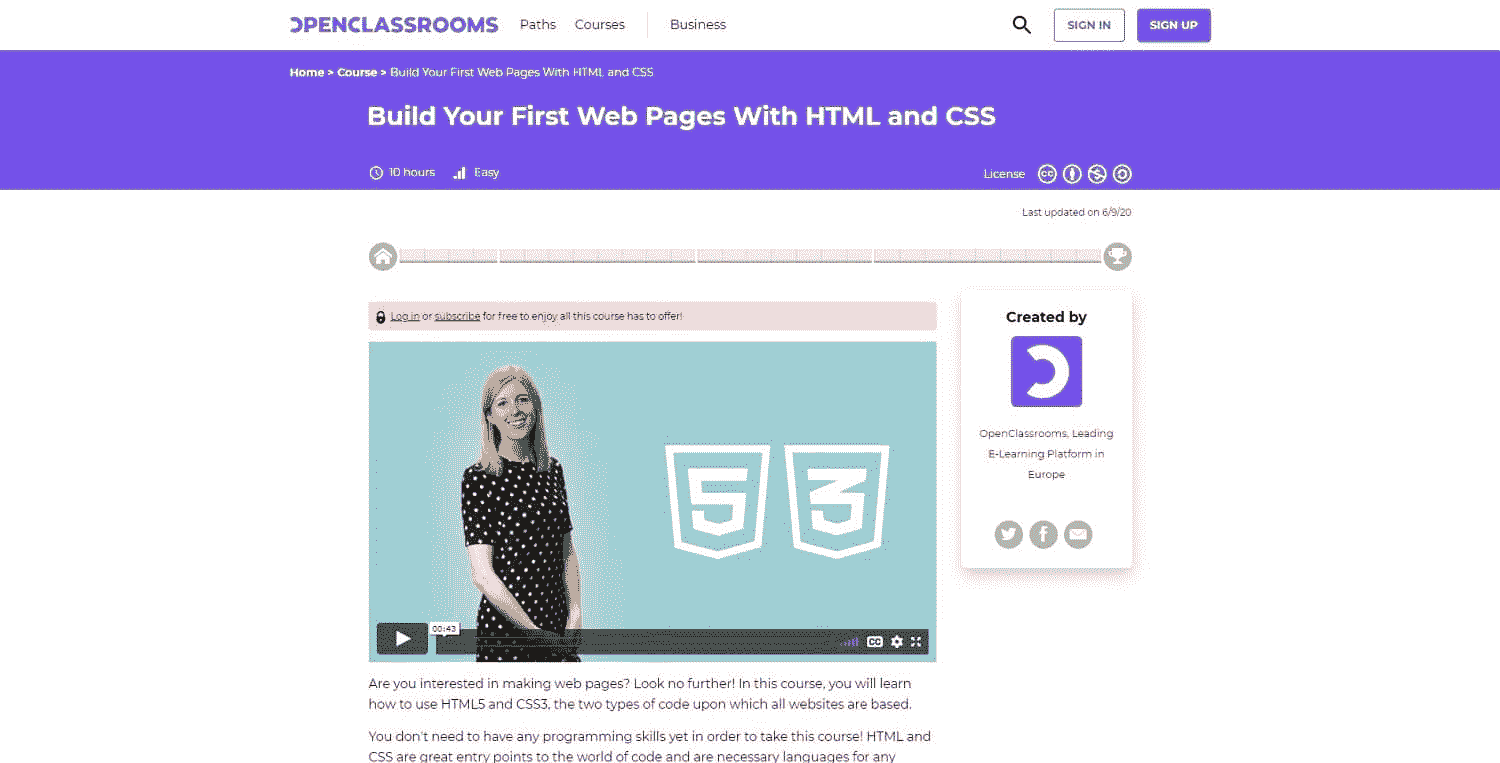 OPENCLASSROOMS Paths Courses Business SIGN IN SIGN UP
Home > Course > Build Your First Web Pages With HTML and CSS
Build Your First Web Pages With HTML and CSS
10 hours Easy License
Last updated on 6/9/20
Log in or subscribe for free to enjoy all this course has to offer!
Created by
OpenClassrooms, Leading
E-Learning Platform in
Europe
5 3
00:43
CC
Are you interested in making web pages? Look no further! In this course, you will learn
how to use HTML5 and CSS3, the two types of code upon which all websites are based.
You don't need to have any programming skills yet in order to take this course! HTML and
CSS are great entry points to the world of code and are necessary languages for any